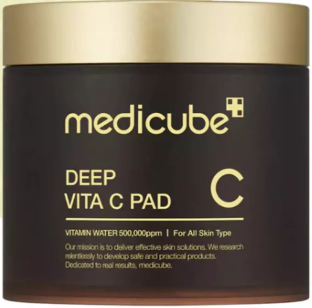 medicube
DEEP
VITA C PAD
C
VITAMIN WATER 500,000ppm | For All Skin Type
Our mission is to deliver effective skin solutions. We research
relentlessly to develop safe and practical products.
Dedicated to real results, medicube.